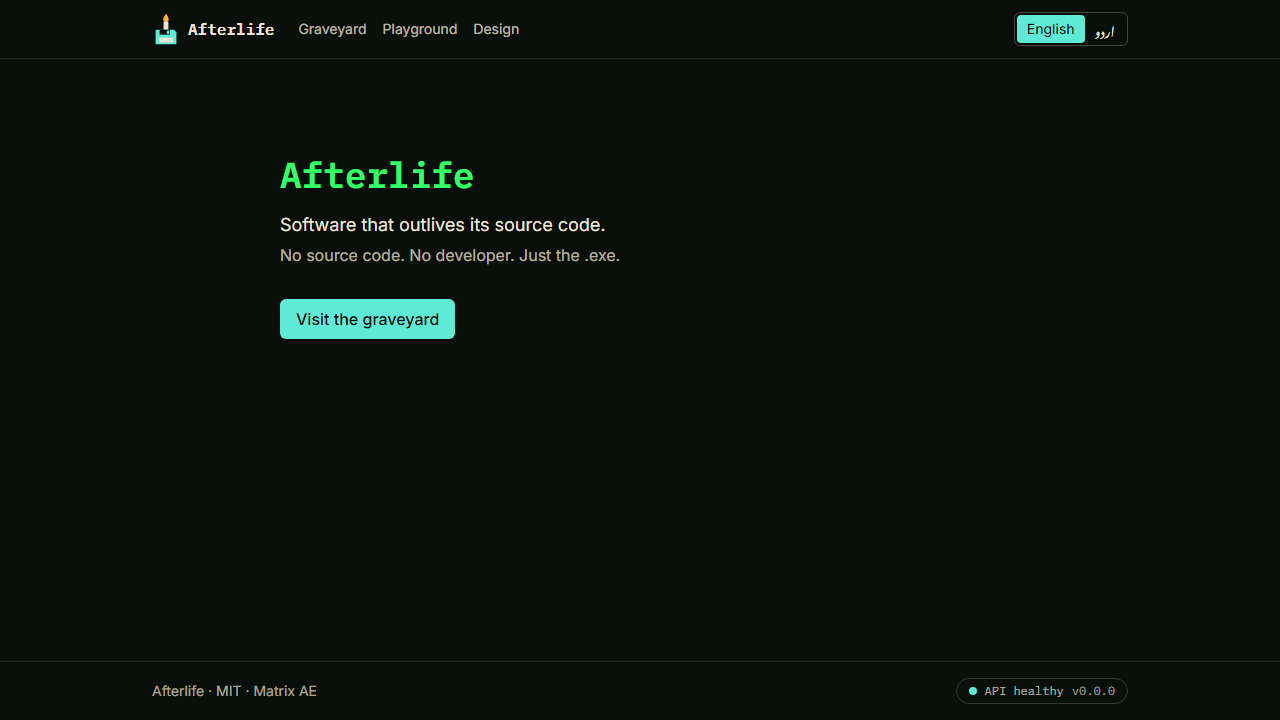 Afterlife Graveyard Playground Design English اردو
Afterlife
Software that outlives its source code.
No source code. No developer. Just the .exe.
Visit the graveyard
Afterlife · MIT · Matrix AE API healthy v0.0.0